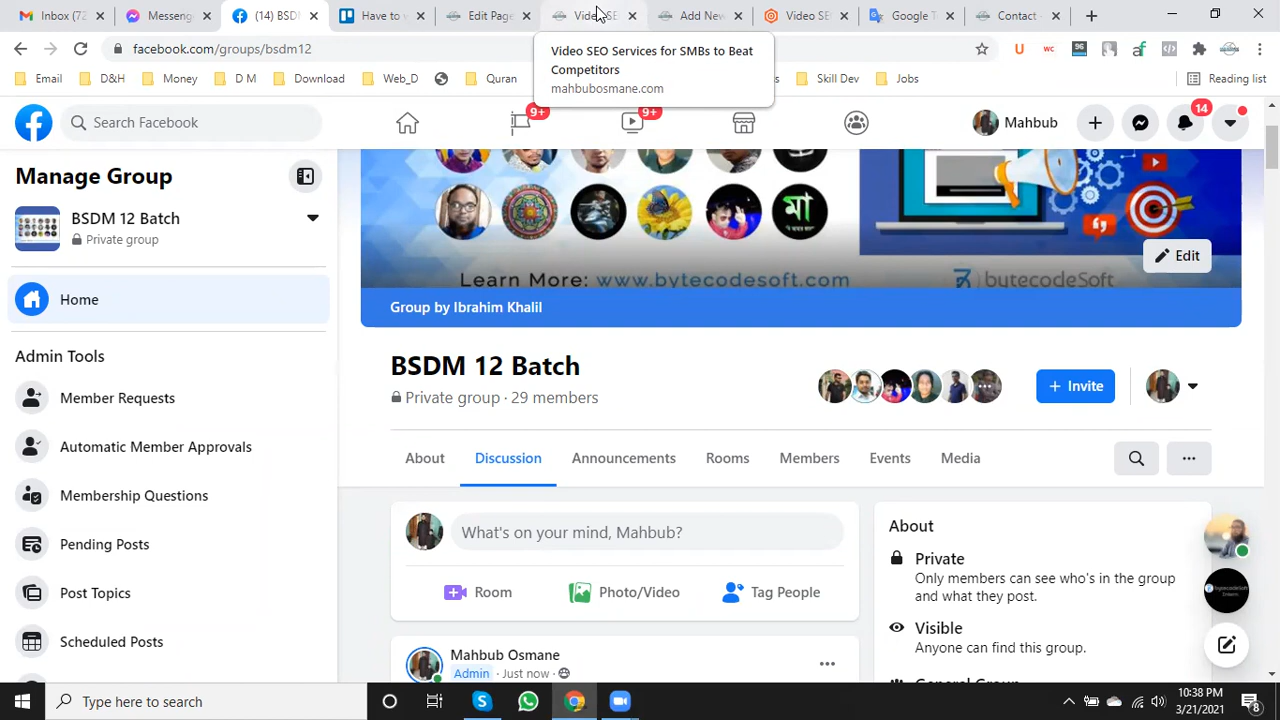 Inbox (72
Messeng
(14) BSDM
Have to w
Edit Page
Video SE
Add New
Video SE
Google T
Contact
facebook.com/groups/bsdm12
Video SEO Services for SMBs to Beat
Competitors
mahbubosmane.com
Email
D&H
Money
D M
Download
Web_D
Quran
Skill Dev
Jobs
Reading list
Search Facebook
9+
9+
Mahbub
14
Manage Group
BSDM 12 Batch
Private group
Home
Admin Tools
Member Requests
Automatic Member Approvals
Membership Questions
Pending Posts
Post Topics
Scheduled Posts
মা
Learn More: www.bytecodesoft.com
bytecodeSoft
Edit
Group by Ibrahim Khalil
BSDM 12 Batch
Private group · 29 members
+ Invite
About
Discussion
Announcements
Rooms
Members
Events
Media
What's on your mind, Mahbub?
Room
Photo/Video
Tag People
Mahbub Osmane
Admin · Just now ·
About
Private
Only members can see who's in the group
and what they post.
Visible
Anyone can find this group.
General Group
Type here to search
10:38 PM
3/21/2021
8